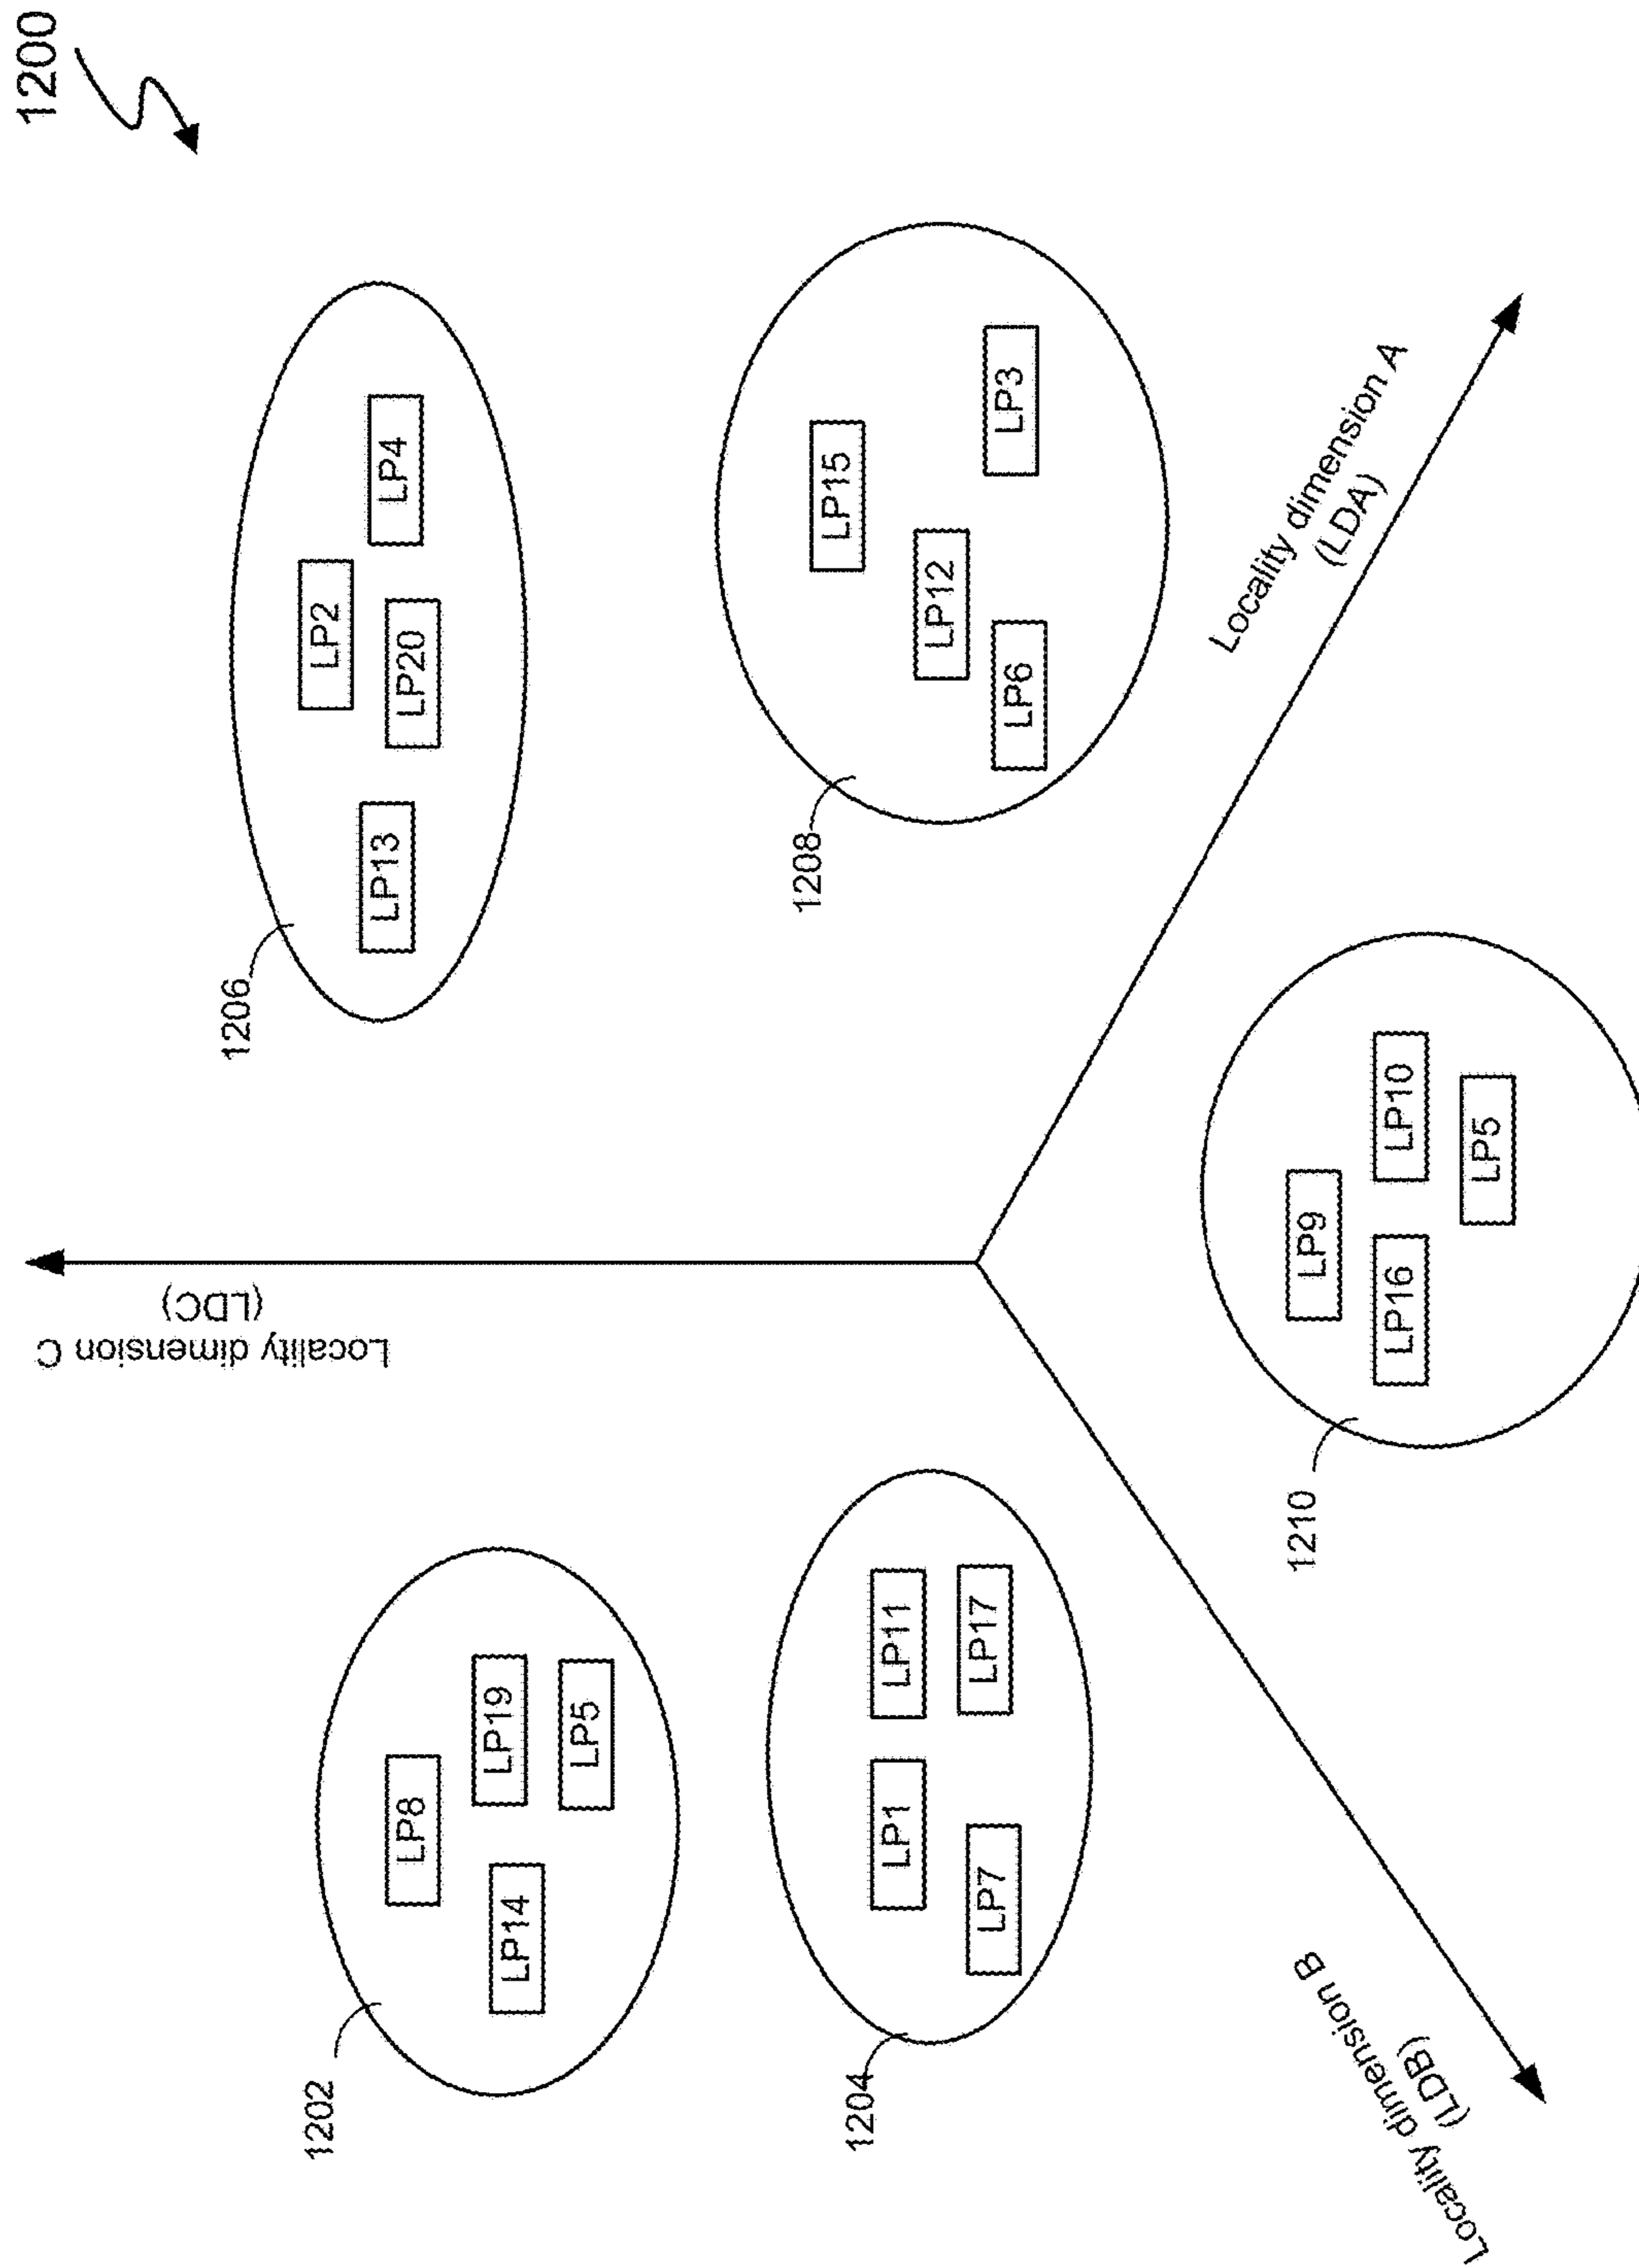 1200
Locality dimension C
(LDC)
1206
LP2
LP4
LP13
LP20
1202
LP8
LP14
LP19
LP5
1208
LP15
LP12
LP6
LP3
1204
LP1
LP11
LP7
LP17
Locality dimension A
(LDA)
Locality dimension B
(LDB)
1210
LP9
LP16
LP10
LP5